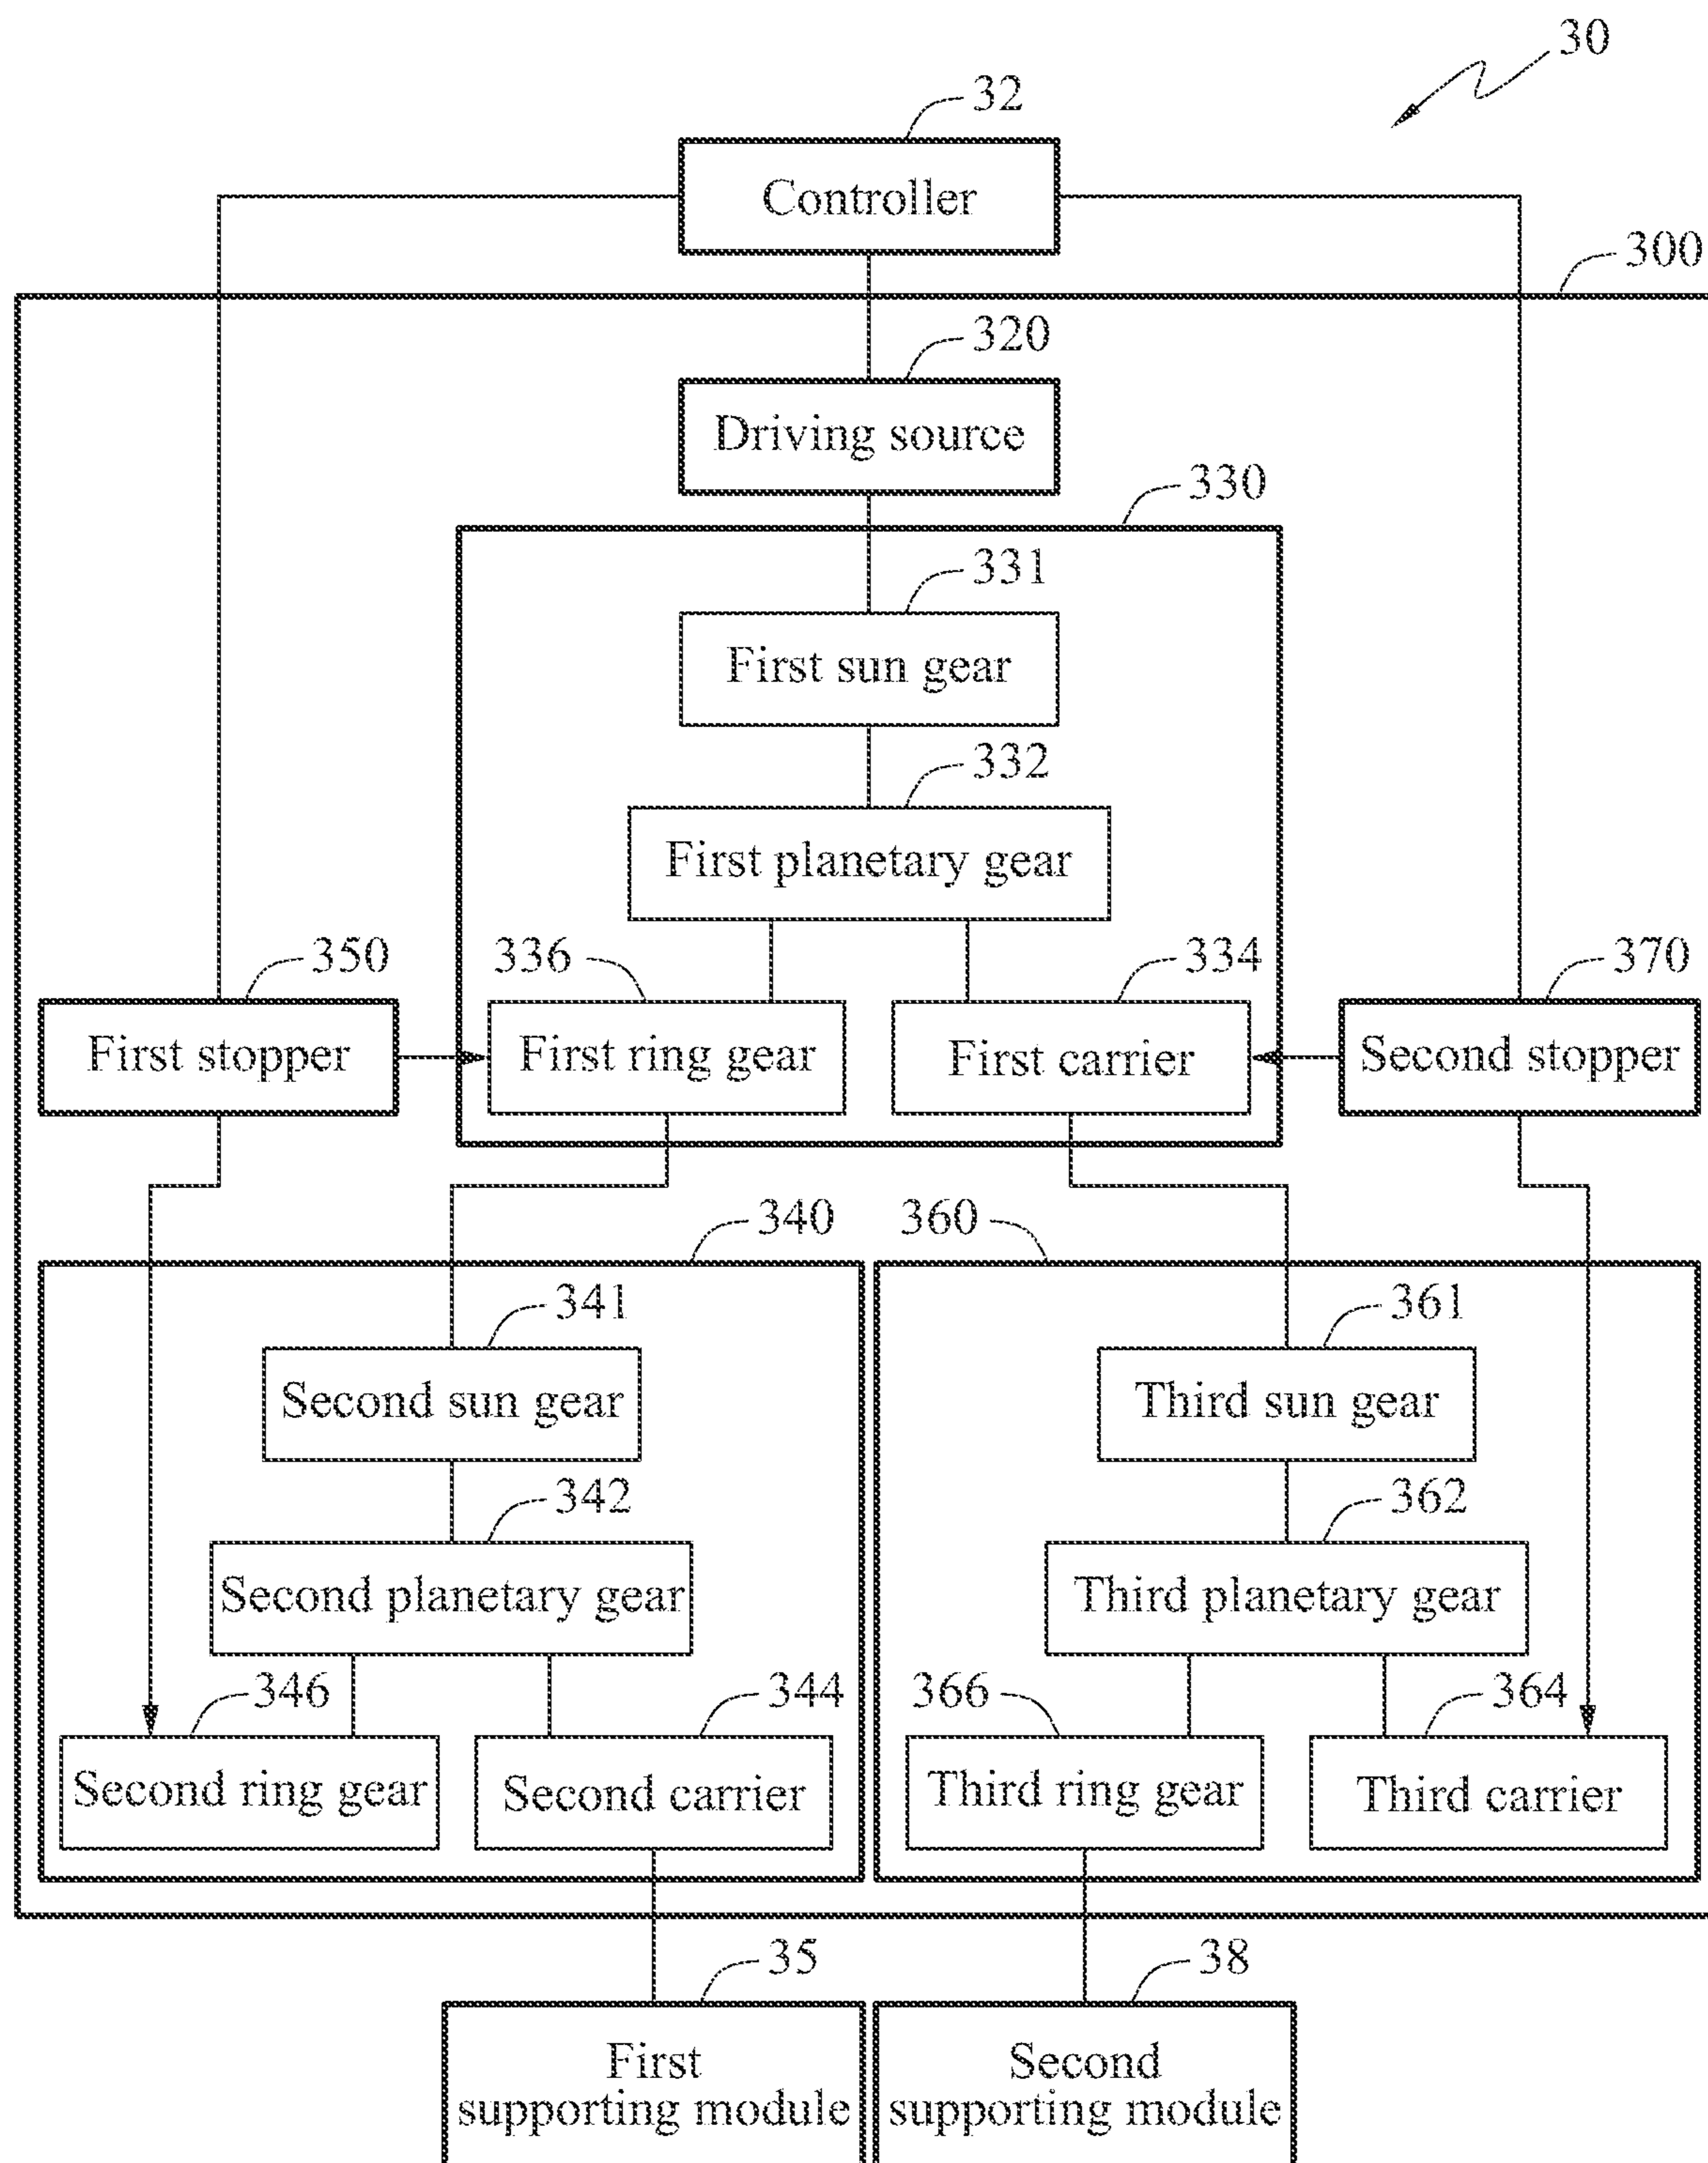 30
32
Controller
300
320
Driving source
330
331
First sun gear
332
First planetary gear
350
336
334
370
First stopper
First ring gear
First carrier
Second stopper
340
360
341
361
Second sun gear
Third sun gear
342
362
Second planetary gear
Third planetary gear
346
344
366
364
Second ring gear
Second carrier
Third ring gear
Third carrier
35
38
First
supporting module
Second
supporting module